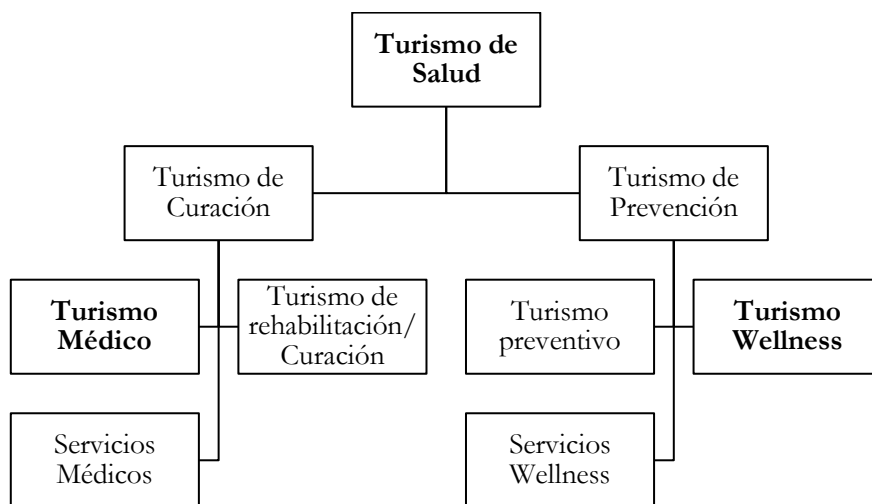 Turismo de
Salud
Turismo de
Curación
Turismo de
Prevención
Turismo
Médico
Turismo de
rehabilitación/
Curación
Turismo
preventivo
Turismo
Wellness
Servicios
Médicos
Servicios
Wellness